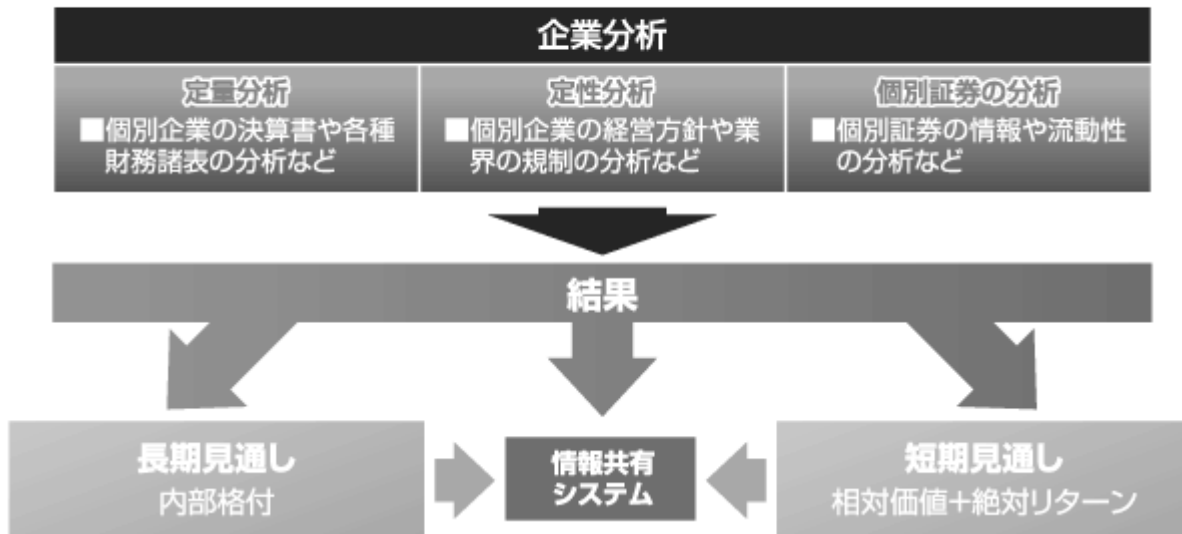 企業分析
定量分析
■個別企業の決算書や各種
財務諸表の分析など
定性分析
■個別企業の経営方針や業
界の規制の分析など
個別証券の分析
■個別証券の情報や流動性
の分析など
結果
長期見通し
内部格付
情報共有
システム
短期見通し
相対価値+絶対リターン